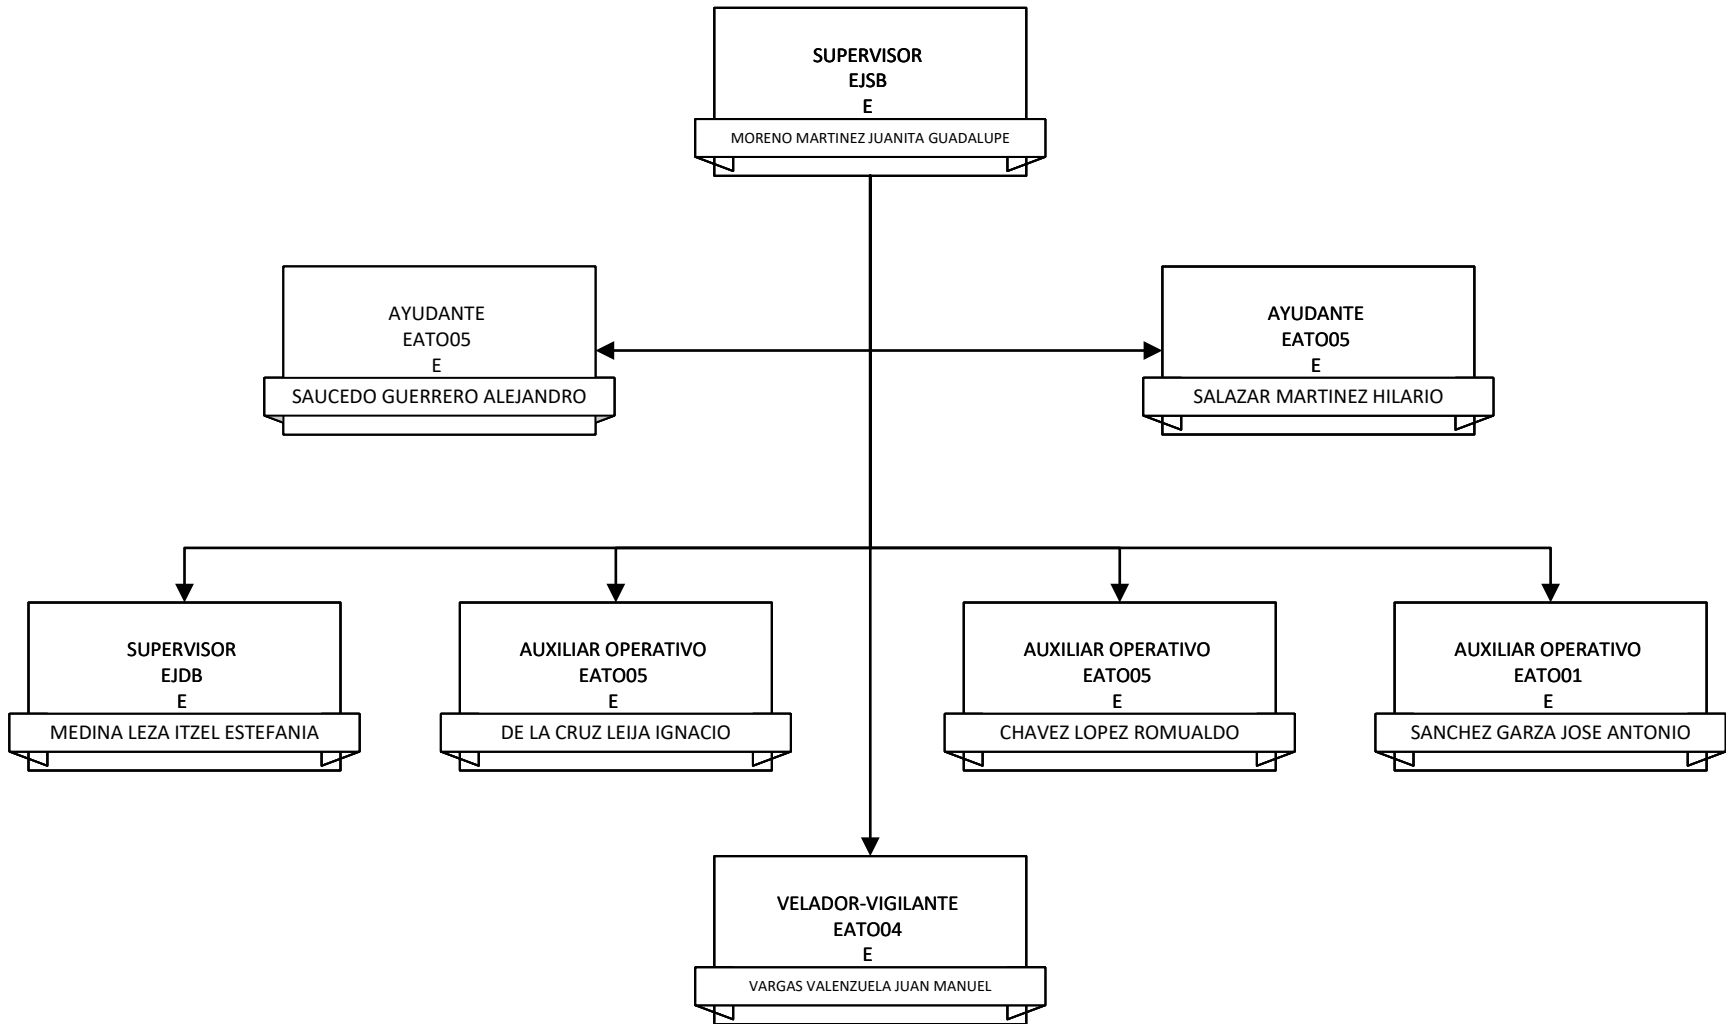 SUPERVISOR
EJSB
E
MORENO MARTINEZ JUANITA GUADALUPE
AYUDANTE
EATO05
E
SAUCEDO GUERRERO ALEJANDRO
AYUDANTE
EATO05
E
SALAZAR MARTINEZ HILARIO
SUPERVISOR
EJDB
E
MEDINA LEZA ITZEL ESTEFANIA
AUXILIAR OPERATIVO
EATO05
E
DE LA CRUZ LEIJA IGNACIO
AUXILIAR OPERATIVO
EATO05
E
CHAVEZ LOPEZ ROMUALDO
AUXILIAR OPERATIVO
EATO01
E
SANCHEZ GARZA JOSE ANTONIO
VELADOR-VIGILANTE
EATO04
E
VARGAS VALENZUELA JUAN MANUEL